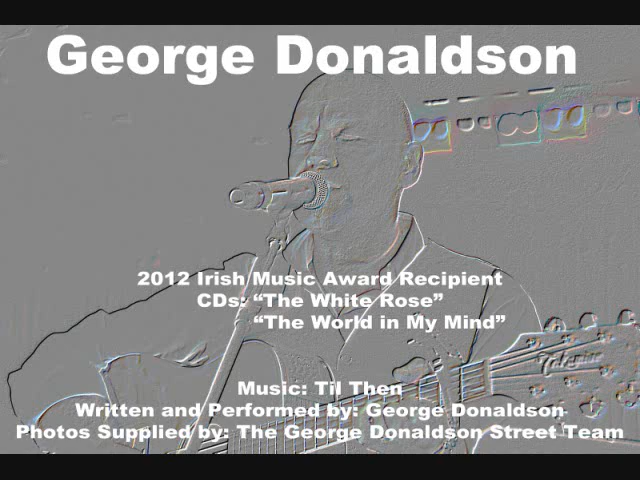 George Donaldson
2012 Irish Music Award Recipient
CDs: “The White Rose”
“The World in My Mind”
Music: Til Then
Written and Performed by: George Donaldson
Photos Supplied by: The George Donaldson Street Team